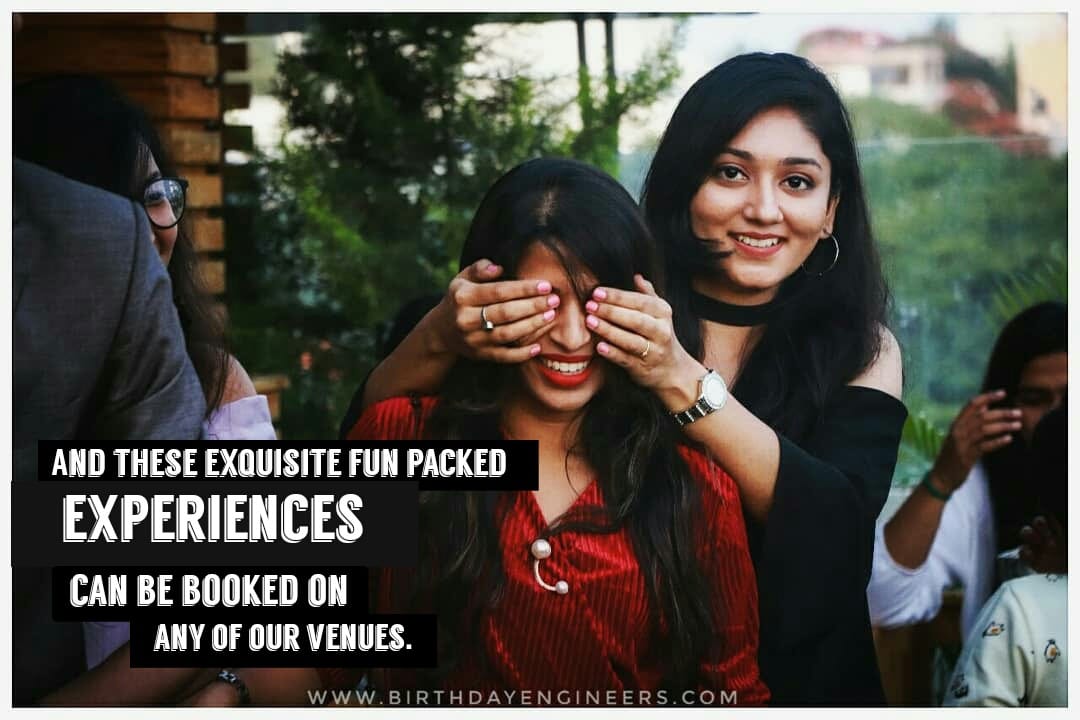 AND THESE EXQUISITE FUN PACKED
EXPERIENCES
CAN BE BOOKED ON
ANY OF OUR VENUES.
WWW.BIRTHDAYENGINEERS.COM